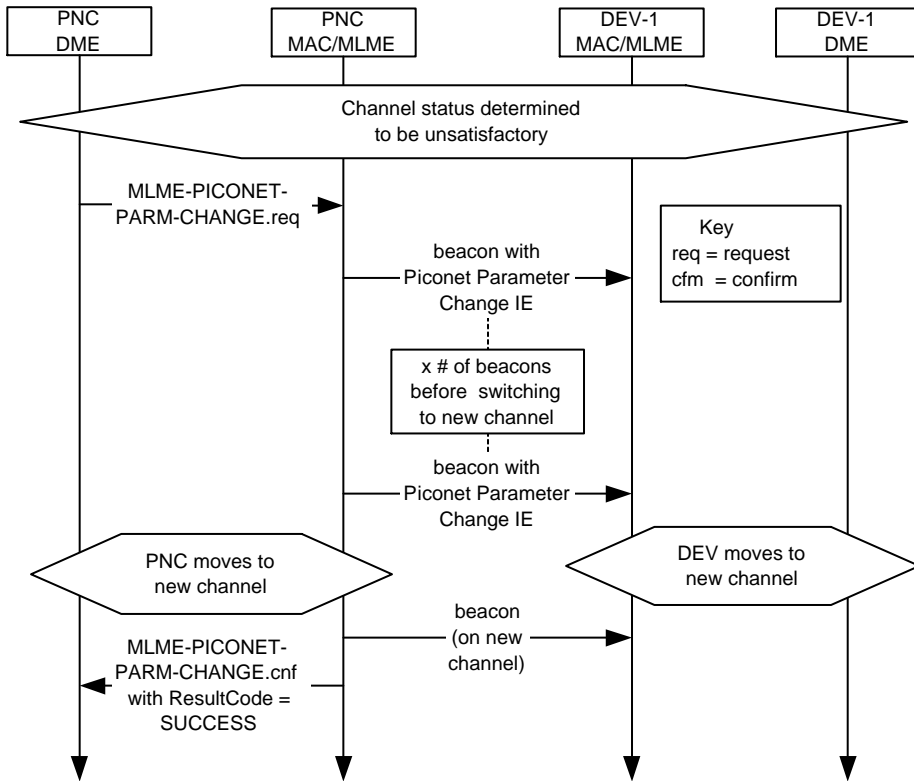 PNC
DME
PNC
MAC/MLME
DEV-1
MAC/MLME
DEV-1
DME
Channel status determined
to be unsatisfactory
MLME-PICONET-
PARM-CHANGE.req
Key
req = request
cfm = confirm
beacon with
Piconet Parameter
Change IE
x # of beacons
before switching
to new channel
beacon with
Piconet Parameter
Change IE
PNC moves to
new channel
DEV moves to
new channel
beacon
(on new
channel)
MLME-PICONET-
PARM-CHANGE.cnf
with ResultCode =
SUCCESS